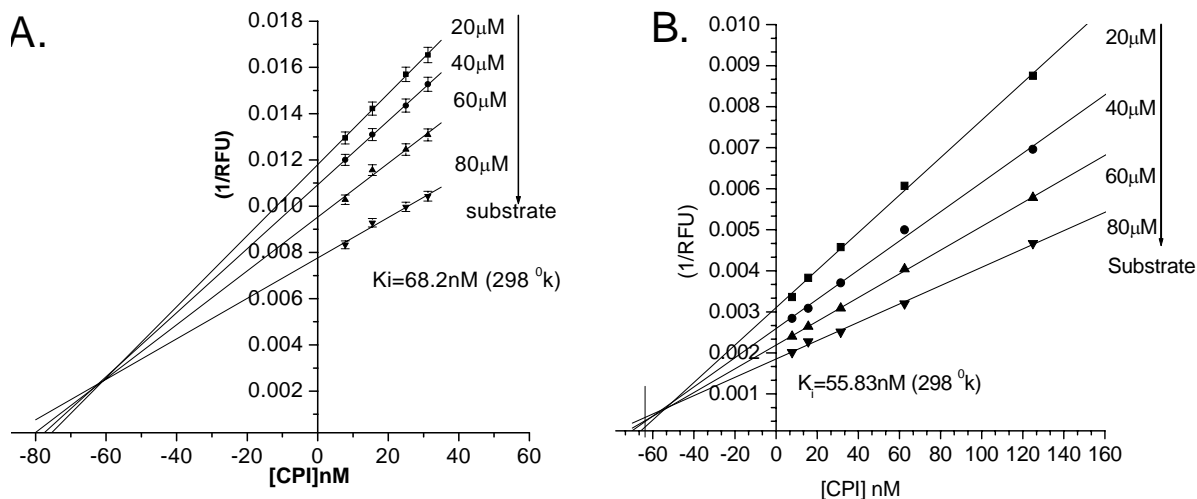 A.
0.018
0.016
0.014
0.012
0.010
0.008
0.006
0.004
0.002
(1/RFU)
20μM
40μM
60μM
80μM
substrate
Ki=68.2nM (298 ⁰k)
-80 -60 -40 -20 0 20 40 60
[CPI]nM
B.
0.010
0.009
0.008
0.007
0.006
0.005
0.004
0.003
0.002
0.001
(1/RFU)
20μM
40μM
60μM
80μM
Substrate
Kᵢ=55.83nM (298 ⁰k)
-60 -40 -20 0 20 40 60 80 100 120 140 160
[CPI] nM